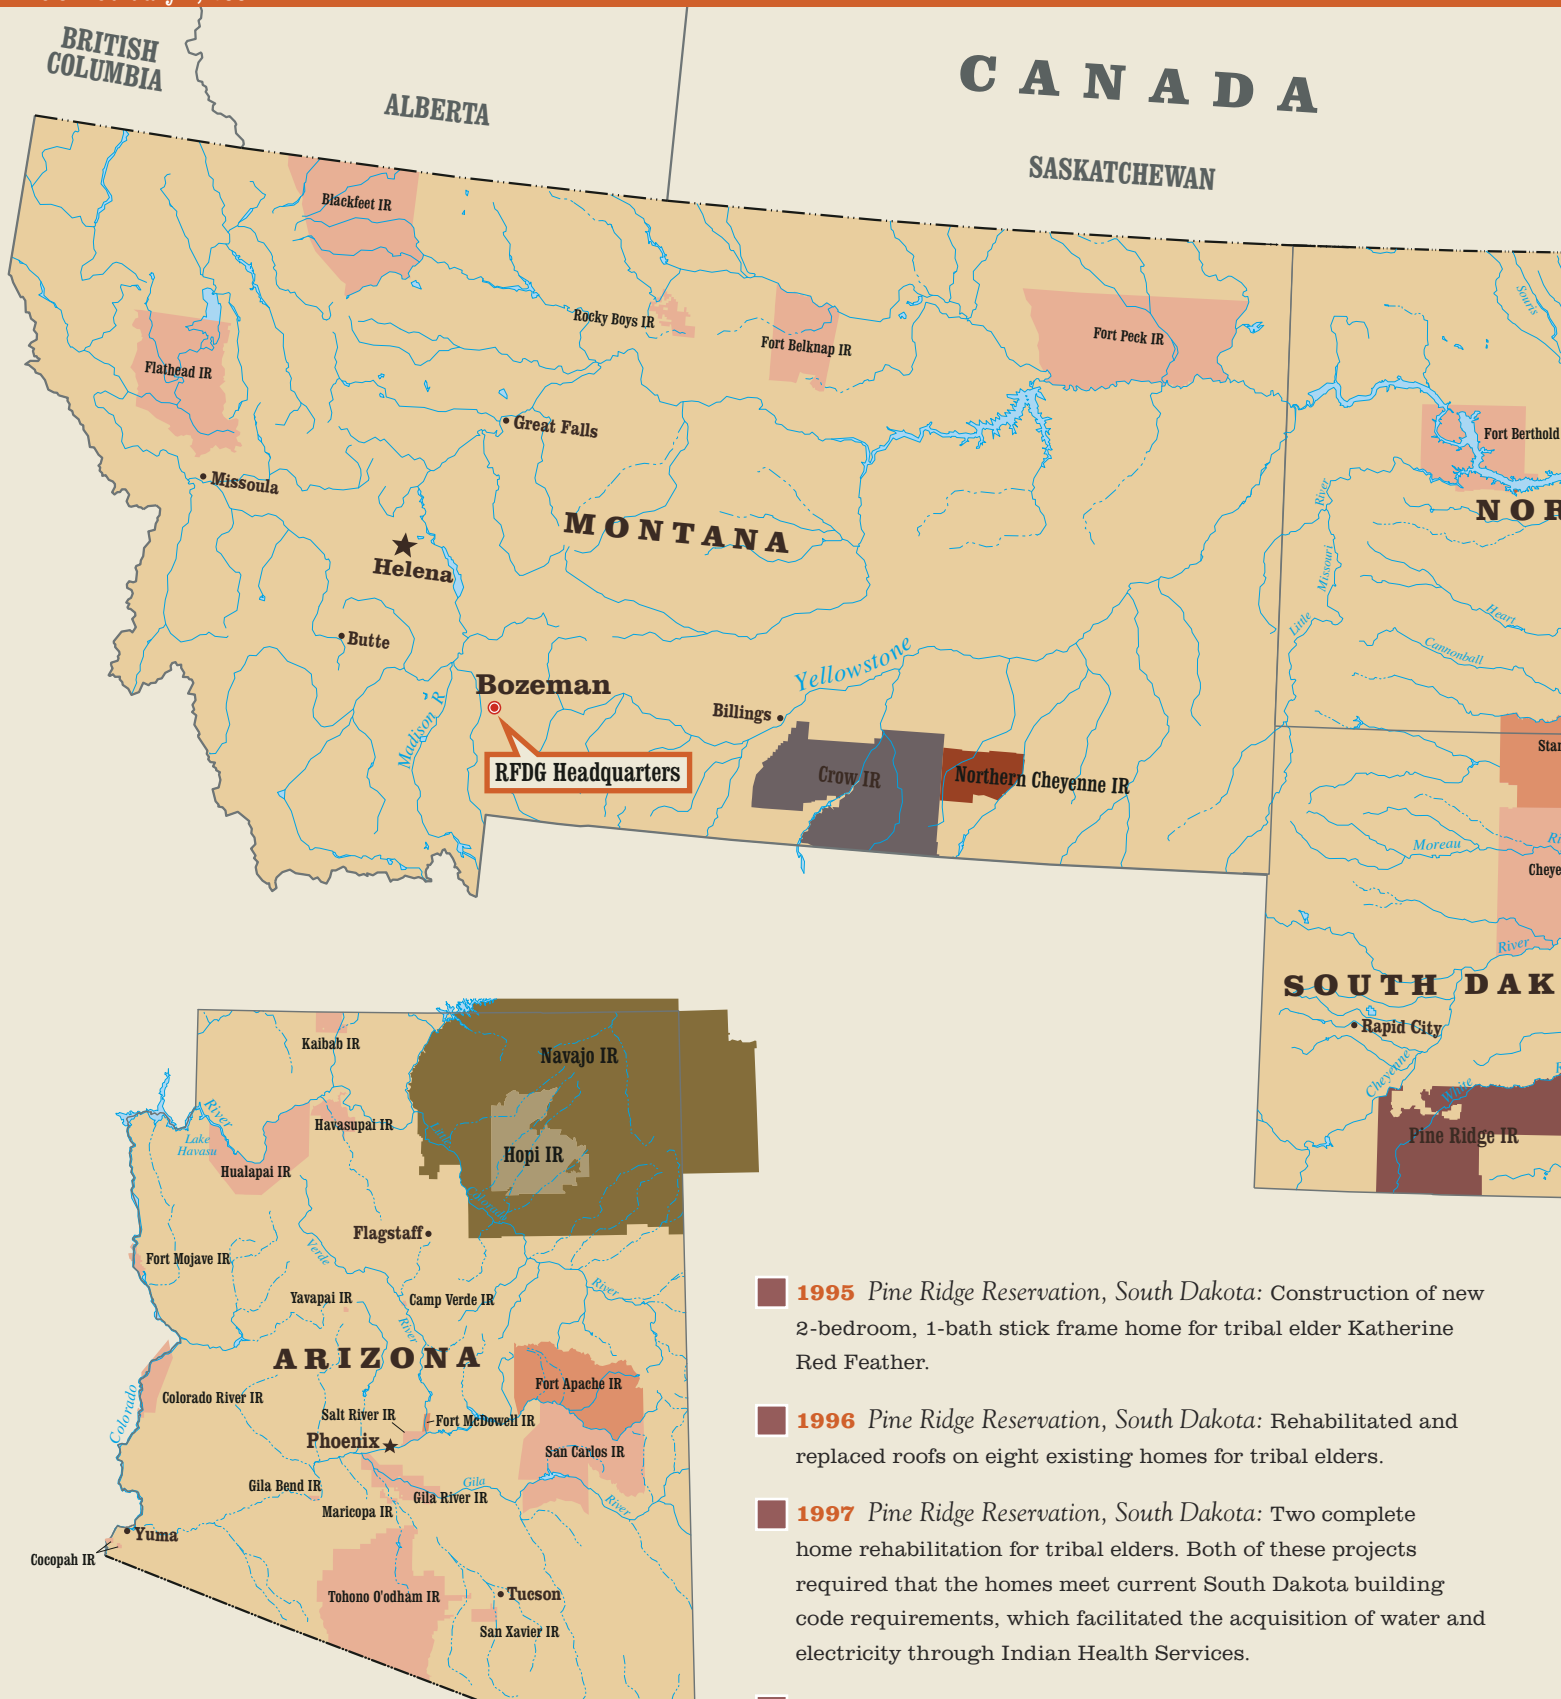 BRITISH
COLUMBIA
ALBERTA
CANADA
SASKATCHEWAN
Blackfeet IR
Rocky Boys IR
Fort Belknap IR
Fort Peck IR
Souris
Flathead IR
Great Falls
Fort Berthold
Missoula
River
NOR
MONTANA
Helena
Missouri
Little
Heart
Butte
Cannonball
Yellowstone
Bozeman
Madison R
Billings
RFDG Headquarters
Crow IR
Northern Cheyenne IR
Stan
Moreau
Ri
Cheye
River
SOUTH DAK
Rapid City
Cheyenne
White
R
Pine Ridge IR
Kaibab IR
Navajo IR
River
Lake
Havasu
Havasupai IR
Hualapai IR
Hopi IR
Flagstaff
Verde
Fort Mojave IR
River
Yavapai IR
Camp Verde IR
River
ARIZONA
Fort Apache IR
Colorado River IR
Colorado
Salt River IR
Fort McDowell IR
Phoenix
San Carlos IR
Gila Bend IR
Gila
Gila River IR
River
Maricopa IR
Yuma
Cocopah IR
Tohono O'odham IR
Tucson
San Xavier IR
1995 Pine Ridge Reservation, South Dakota: Construction of new
2-bedroom, 1-bath stick frame home for tribal elder Katherine
Red Feather.
1996 Pine Ridge Reservation, South Dakota: Rehabilitated and
replaced roofs on eight existing homes for tribal elders.
1997 Pine Ridge Reservation, South Dakota: Two complete
home rehabilitation for tribal elders. Both of these projects
required that the homes meet current South Dakota building
code requirements, which facilitated the acquisition of water and
electricity through Indian Health Services.